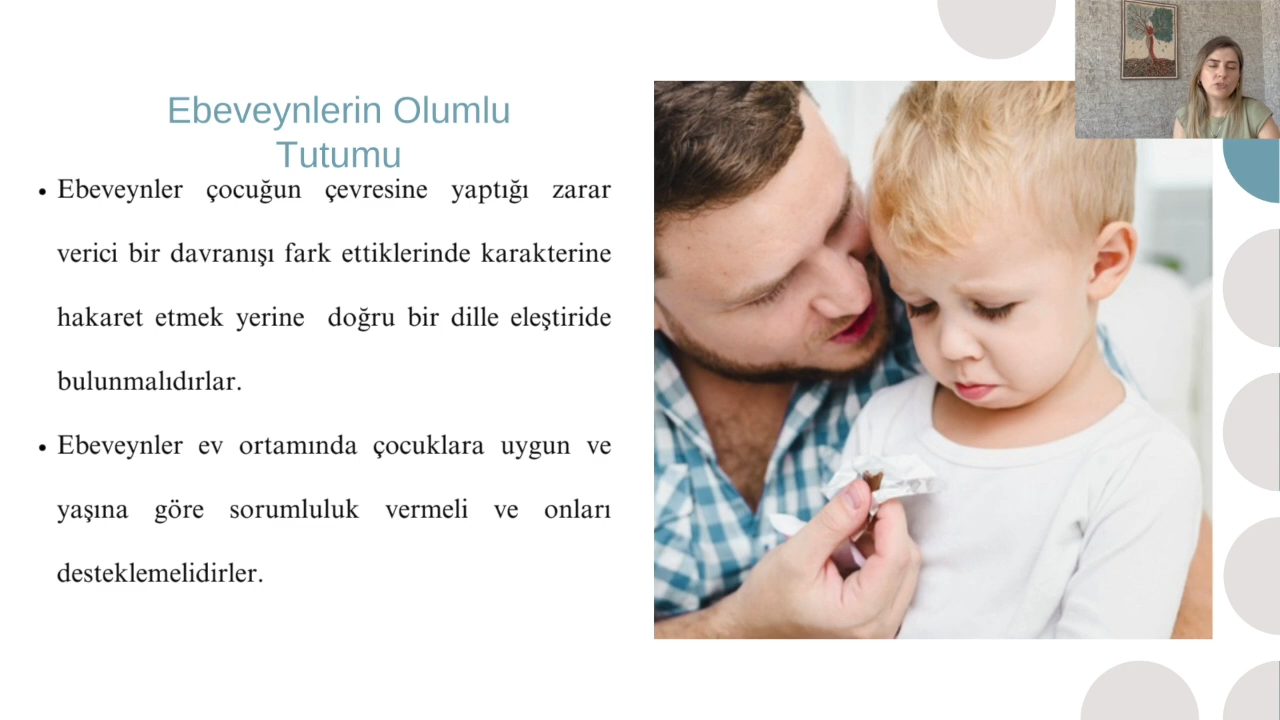 Ebeveynlerin Olumlu
Tutumu
• Ebeveynler çocuğun çevresine yaptığı zarar
verici bir davranışı fark ettiklerinde karakterine
hakaret etmek yerine doğru bir dille eleştiride
bulunmalıdırlar.
• Ebeveynler ev ortamında çocuklara uygun ve
yaşına göre sorumluluk vermeli ve onları
desteklemelidirler.